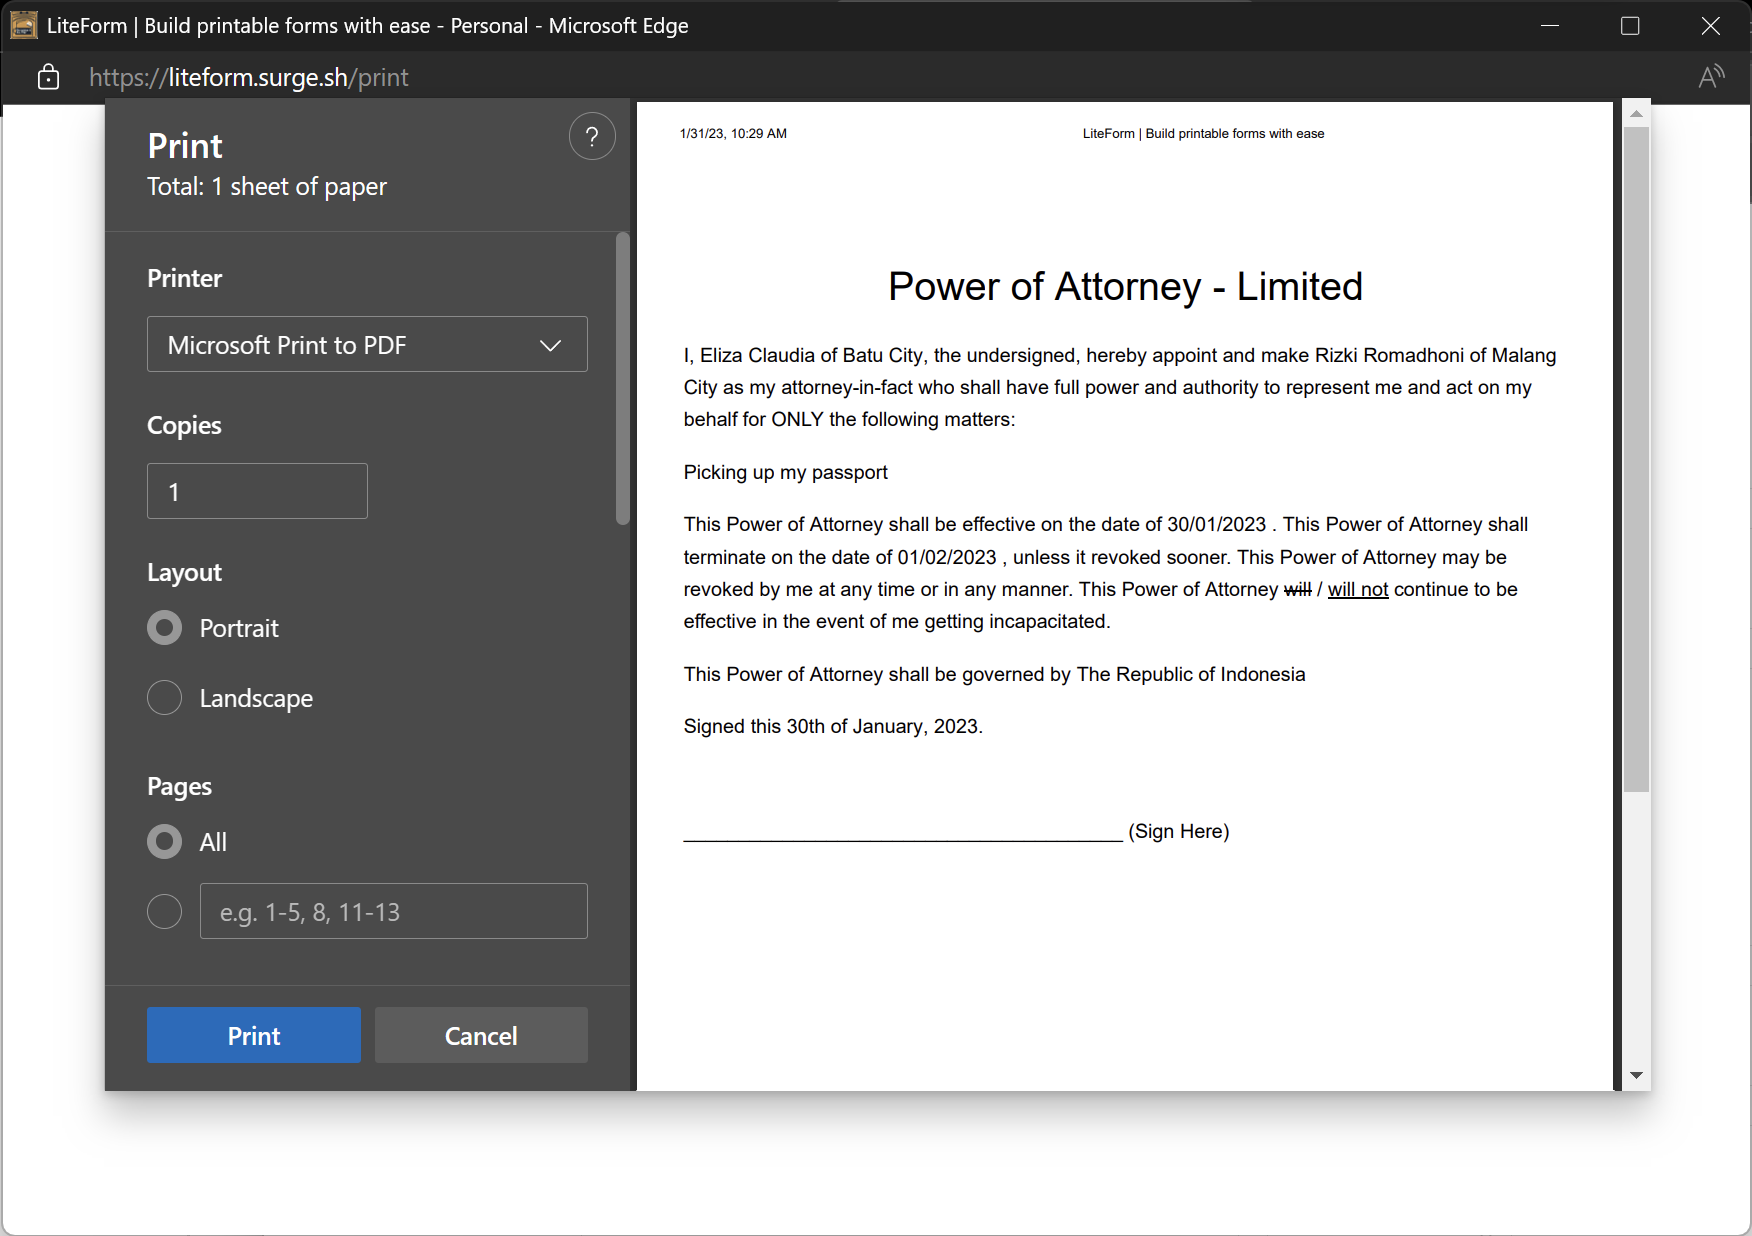 LiteForm | Build printable forms with ease - Personal - Microsoft Edge
https://liteform.surge.sh/print
Print
Total: 1 sheet of paper
?
Printer
Microsoft Print to PDF
Copies
1
Layout
Portrait
Landscape
Pages
All
e.g. 1-5, 8, 11-13
Print
Cancel
1/31/23, 10:29 AM
LiteForm | Build printable forms with ease
Power of Attorney - Limited
I, Eliza Claudia of Batu City, the undersigned, hereby appoint and make Rizki Romadhoni of Malang
City as my attorney-in-fact who shall have full power and authority to represent me and act on my
behalf for ONLY the following matters:
Picking up my passport
This Power of Attorney shall be effective on the date of 30/01/2023 . This Power of Attorney shall
terminate on the date of 01/02/2023 , unless it revoked sooner. This Power of Attorney may be
revoked by me at any time or in any manner. This Power of Attorney will / will not continue to be
effective in the event of me getting incapacitated.
This Power of Attorney shall be governed by The Republic of Indonesia
Signed this 30th of January, 2023.
________________________________________ (Sign Here)